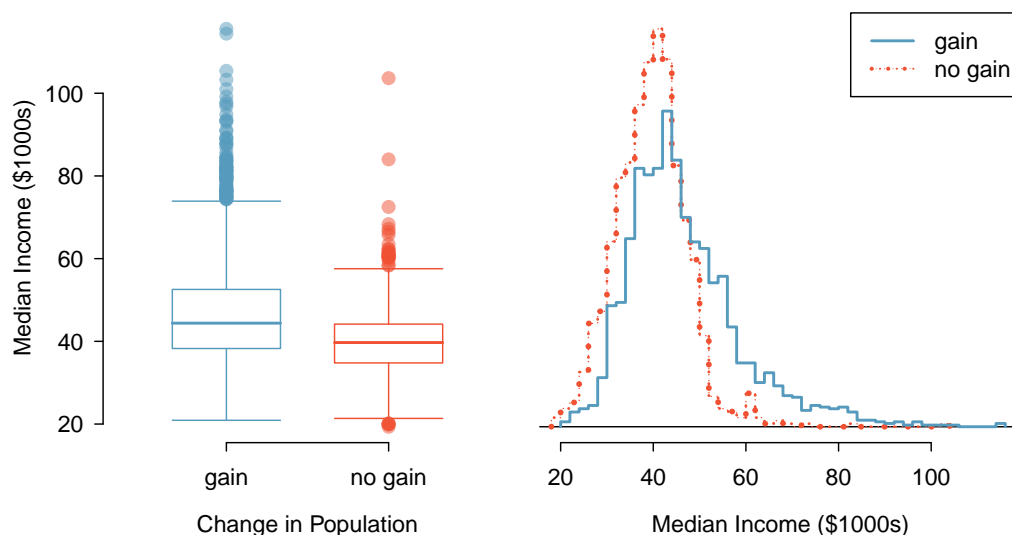 Median Income ($1000s)
100
80
60
40
20
gain
no gain
Change in Population
gain
no gain
20
40
60
80
100
Median Income ($1000s)